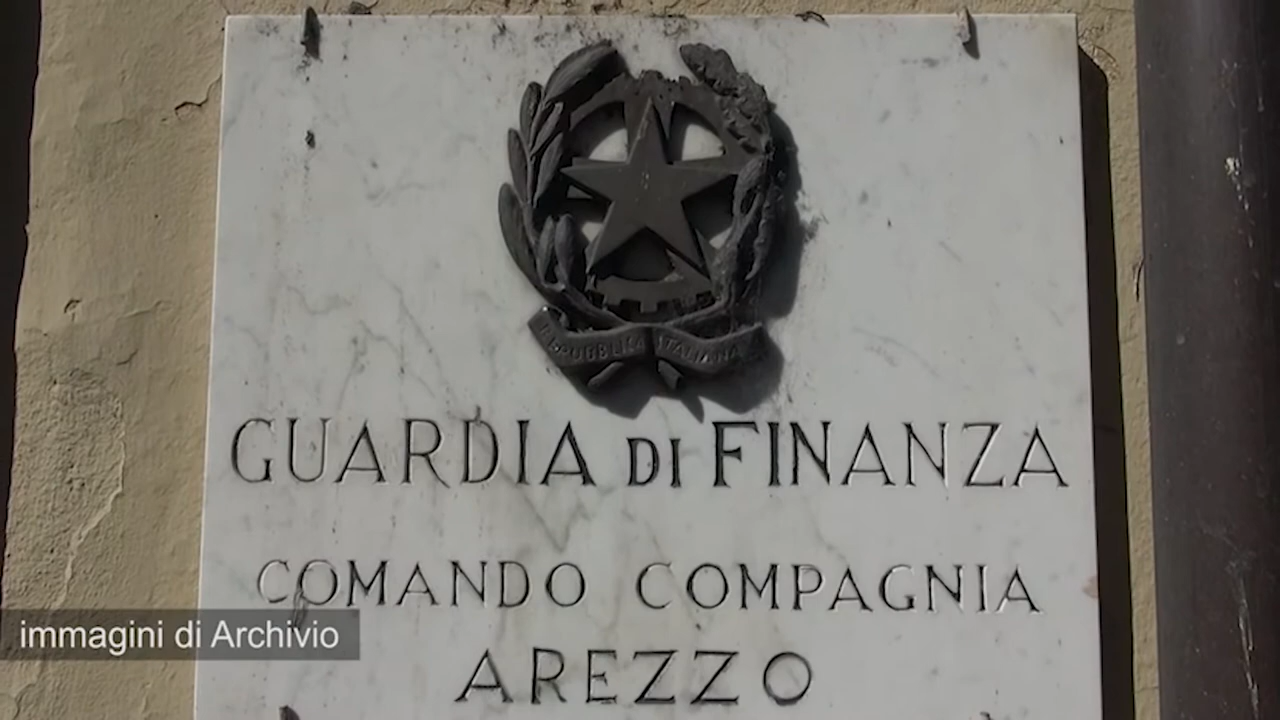 REPUBBLICA ITALIANA
GUARDIA DI FINANZA
COMANDO COMPAGNIA
immagini di Archivio
AREZZO